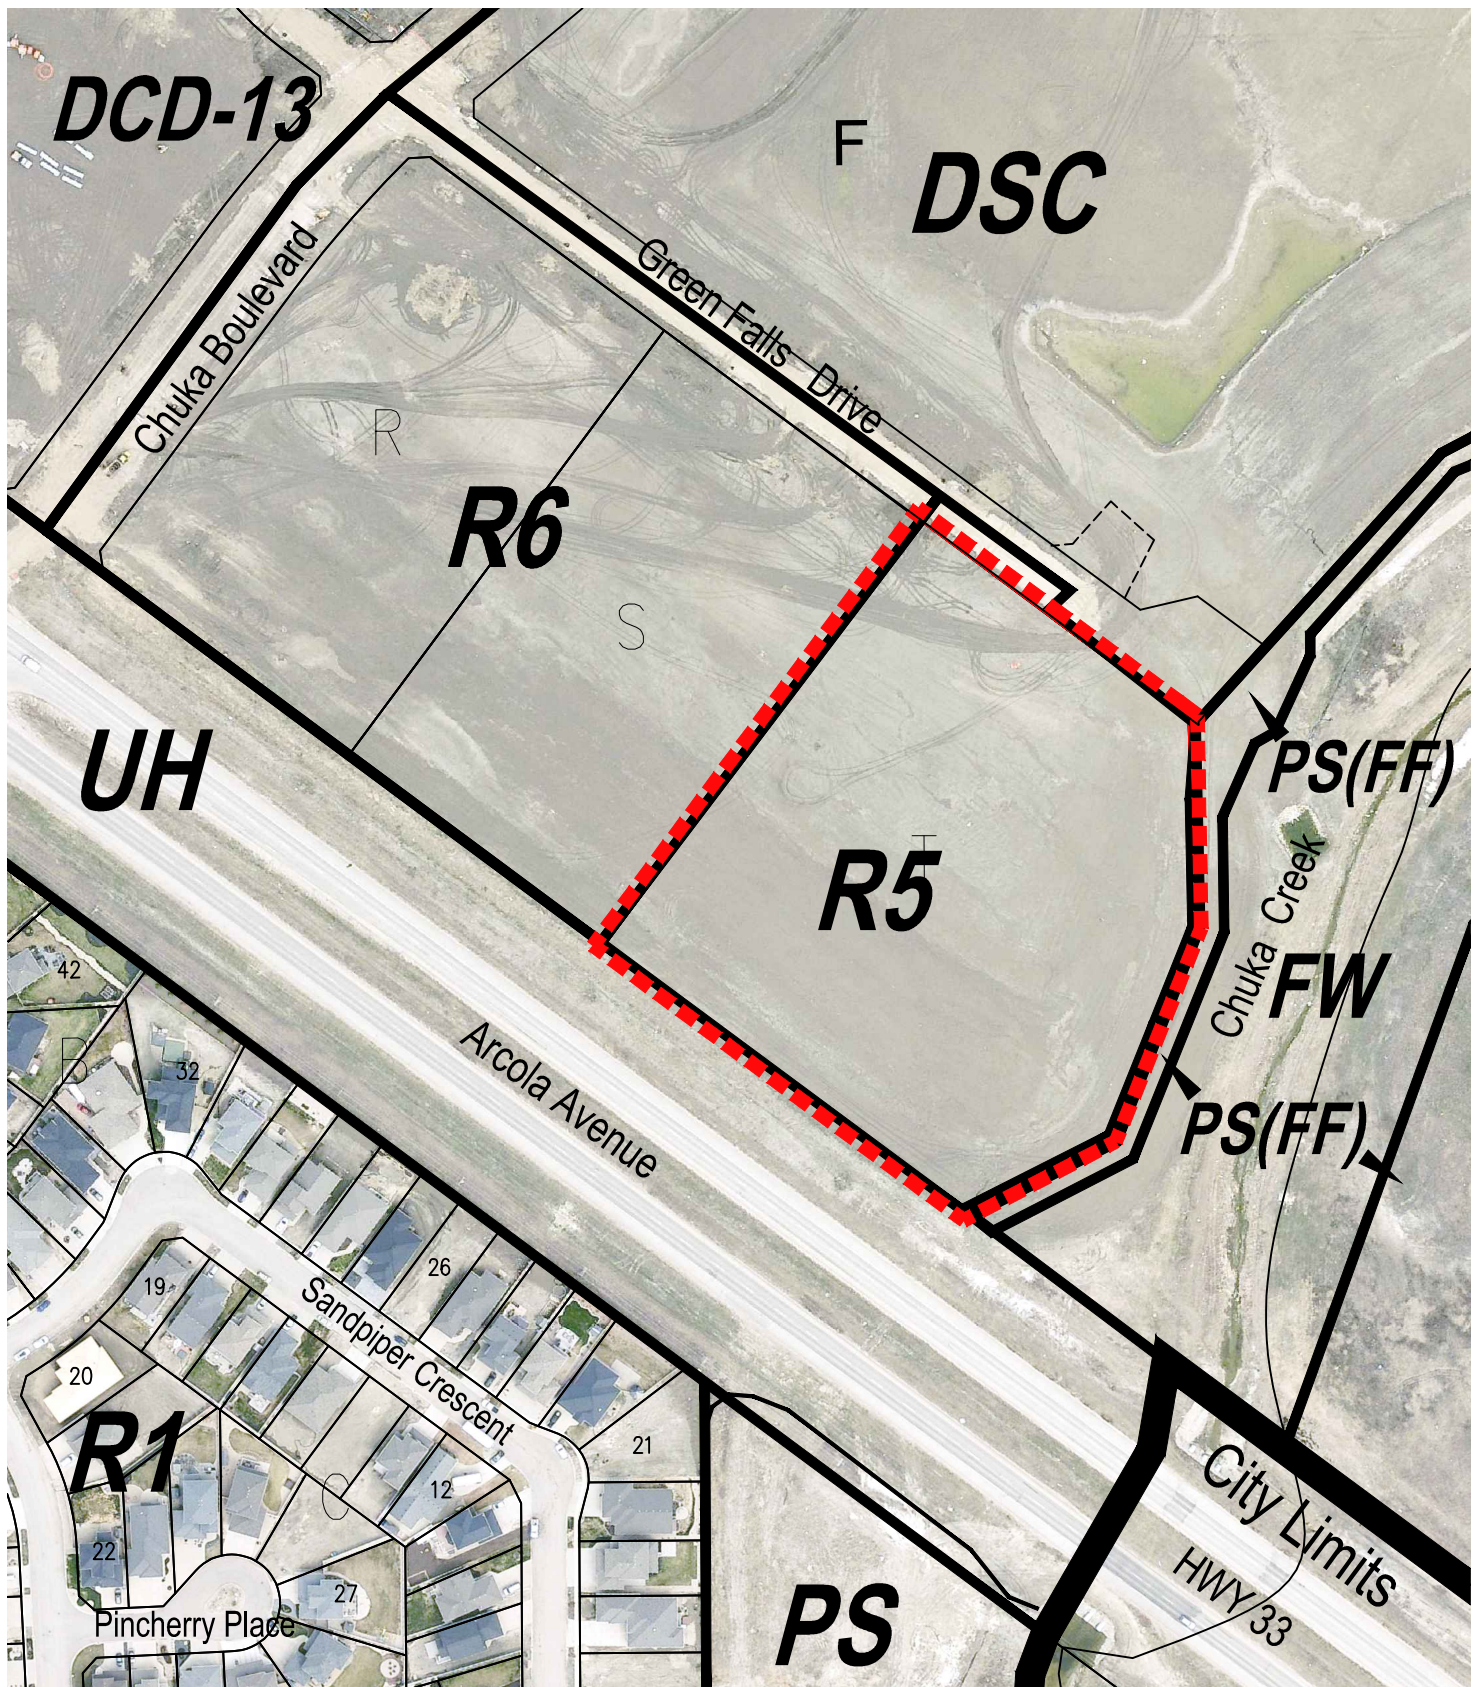 DCD-13
F
DSC
Chuka Boulevard
Green Falls Drive
R
R6
S
UH
T
R5
PS(FF)
Chuka Creek
FW
PS(FF)
42
B
32
Arcola Avenue
26
19
Sandpiper Crescent
20
R1
21
12
C
City Limits
22
27
HWY 33
Pincherry Place
PS